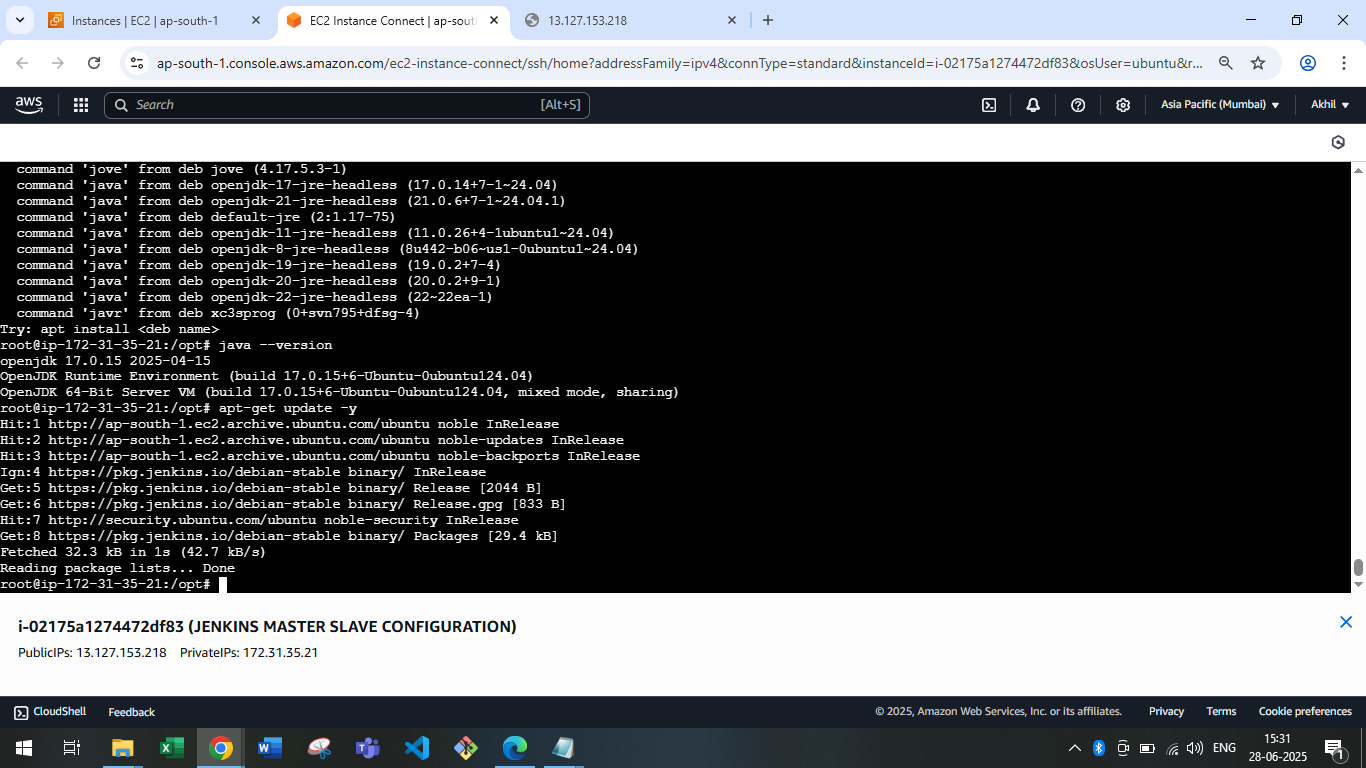 Instances | EC2 | ap-south-1
EC2 Instance Connect | ap-sout
13.127.153.218
ap-south-1.console.aws.amazon.com/ec2-instance-connect/ssh/home?addressFamily=ipv4&connType=standard&instanceId=i-02175a1274472df83&osUser=ubuntu&r...
aws
Search
[Alt+S]
Asia Pacific (Mumbai)
Akhil
command 'jove' from deb jove (4.17.5.3-1)
command 'java' from deb openjdk-17-jre-headless (17.0.14+7-1~24.04)
command 'java' from deb openjdk-21-jre-headless (21.0.6+7-1~24.04.1)
command 'java' from deb default-jre (2:1.17-75)
command 'java' from deb openjdk-11-jre-headless (11.0.26+4-1ubuntu1~24.04)
command 'java' from deb openjdk-8-jre-headless (8u442-b06~us1-0ubuntu1~24.04)
command 'java' from deb openjdk-19-jre-headless (19.0.2+7-4)
command 'java' from deb openjdk-20-jre-headless (20.0.2+9-1)
command 'java' from deb openjdk-22-jre-headless (22~22ea-1)
command 'javr' from deb xc3sprog (0+svn795+dfsg-4)
Try: apt install <deb name>
root@ip-172-31-35-21:/opt# java --version
openjdk 17.0.15 2025-04-15
OpenJDK Runtime Environment (build 17.0.15+6-Ubuntu-0ubuntu124.04)
OpenJDK 64-Bit Server VM (build 17.0.15+6-Ubuntu-0ubuntu124.04, mixed mode, sharing)
root@ip-172-31-35-21:/opt# apt-get update -y
Hit:1 http://ap-south-1.ec2.archive.ubuntu.com/ubuntu noble InRelease
Hit:2 http://ap-south-1.ec2.archive.ubuntu.com/ubuntu noble-updates InRelease
Hit:3 http://ap-south-1.ec2.archive.ubuntu.com/ubuntu noble-backports InRelease
Ign:4 https://pkg.jenkins.io/debian-stable binary/ InRelease
Get:5 https://pkg.jenkins.io/debian-stable binary/ Release [2044 B]
Get:6 https://pkg.jenkins.io/debian-stable binary/ Release.gpg [833 B]
Hit:7 http://security.ubuntu.com/ubuntu noble-security InRelease
Get:8 https://pkg.jenkins.io/debian-stable binary/ Packages [29.4 kB]
Fetched 32.3 kB in 1s (42.7 kB/s)
Reading package lists... Done
root@ip-172-31-35-21:/opt#
i-02175a1274472df83 (JENKINS MASTER SLAVE CONFIGURATION)
PublicIPs: 13.127.153.218 PrivateIPs: 172.31.35.21
CloudShell
Feedback
© 2025, Amazon Web Services, Inc. or its affiliates.
Privacy
Terms
Cookie preferences
ENG
15:31
28-06-2025
1